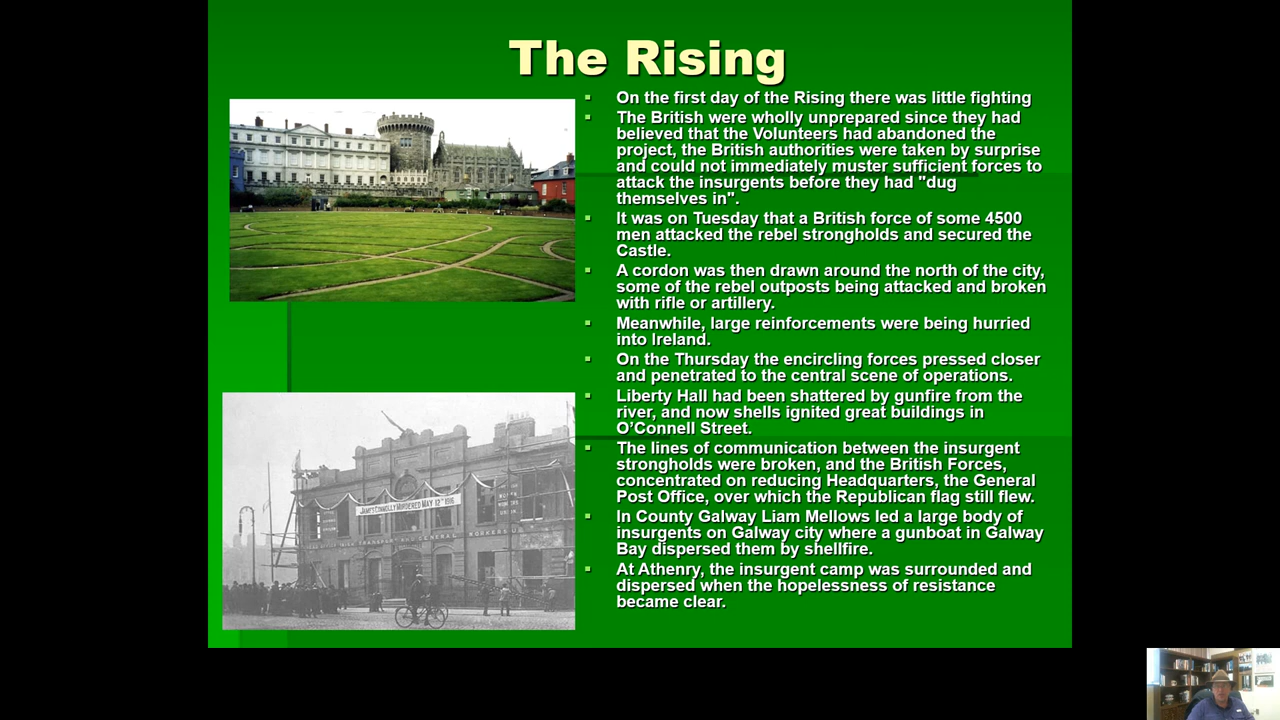 The Rising
On the first day of the Rising there was little fighting
The British were wholly unprepared since they had
believed that the Volunteers had abandoned the
project, the British authorities were taken by surprise
and could not immediately muster sufficient forces to
attack the insurgents before they had "dug
themselves in".
It was on Tuesday that a British force of some 4500
men attacked the rebel strongholds and secured the
Castle.
A cordon was then drawn around the north of the city,
some of the rebel outposts being attacked and broken
with rifle or artillery.
Meanwhile, large reinforcements were being hurried
into Ireland.
On the Thursday the encircling forces pressed closer
and penetrated to the central scene of operations.
Liberty Hall had been shattered by gunfire from the
river, and now shells ignited great buildings in
O’Connell Street.
The lines of communication between the insurgent
strongholds were broken, and the British Forces,
concentrated on reducing Headquarters, the General
Post Office, over which the Republican flag still flew.
In County Galway Liam Mellows led a large body of
insurgents on Galway city where a gunboat in Galway
Bay dispersed them by shellfire.
At Athenry, the insurgent camp was surrounded and
dispersed when the hopelessness of resistance
became clear.
JAMES CONNOLLY MURDERED MAY 12TH 1916
TRANSPORT AND GENERAL WORKERS